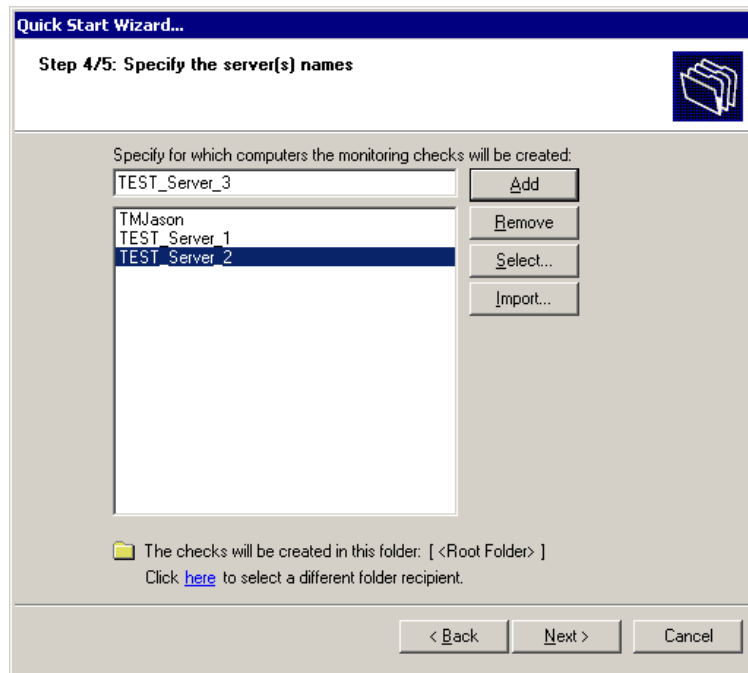 Quick Start Wizard...
Step 4/5: Specify the server(s) names
Specify for which computers the monitoring checks will be created:
TEST_Server_3
Add
TMJason
TEST_Server_1
TEST_Server_2
Remove
Select...
Import...
The checks will be created in this folder: [ <Root Folder> ]
Click here to select a different folder recipient.
< Back
Next >
Cancel